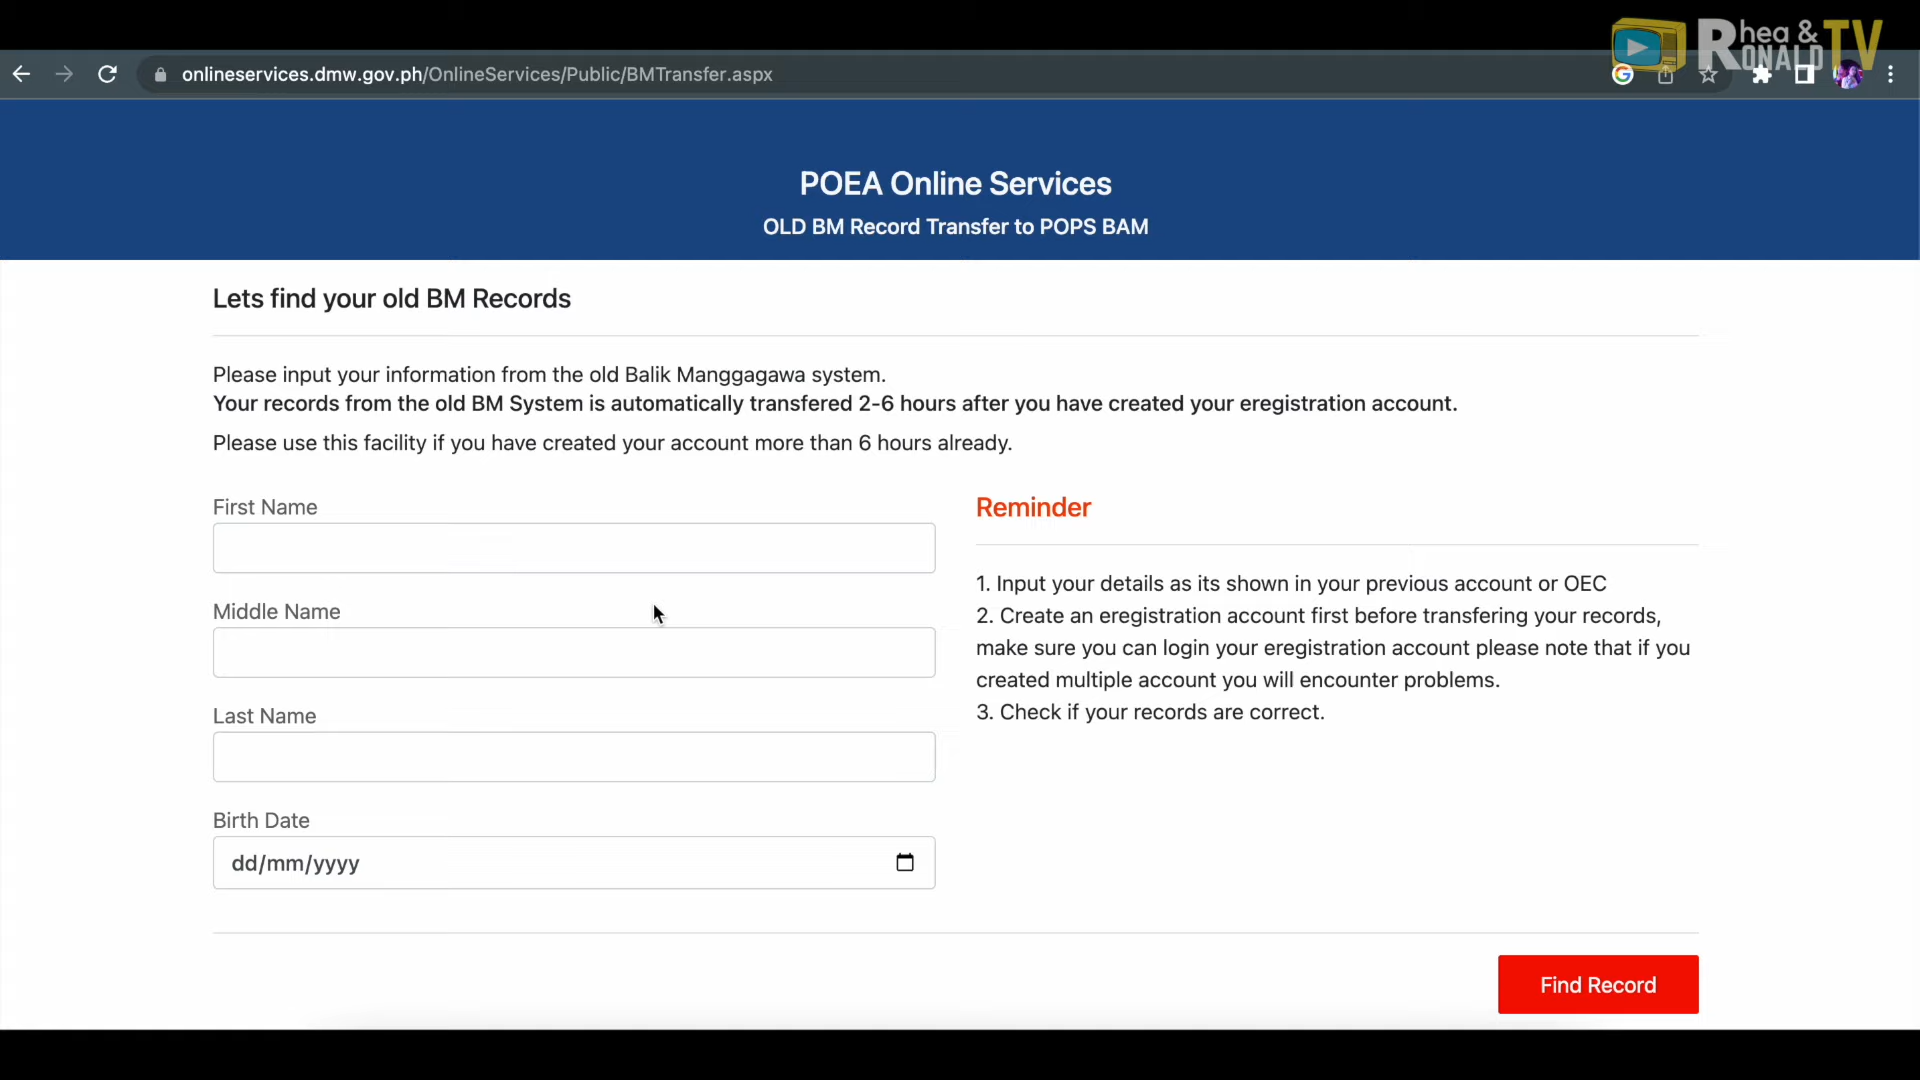 Rhea &
RONALD TV
onlineservices.dmw.gov.ph/OnlineServices/Public/BMTransfer.aspx
POEA Online Services
OLD BM Record Transfer to POPS BAM
Lets find your old BM Records
Please input your information from the old Balik Manggagawa system.
Your records from the old BM System is automatically transfered 2-6 hours after you have created your eregistration account.
Please use this facility if you have created your account more than 6 hours already.
First Name
Middle Name
Last Name
Birth Date
dd/mm/yyyy
Reminder
1. Input your details as its shown in your previous account or OEC
2. Create an eregistration account first before transfering your records,
make sure you can login your eregistration account please note that if you
created multiple account you will encounter problems.
3. Check if your records are correct.
Find Record